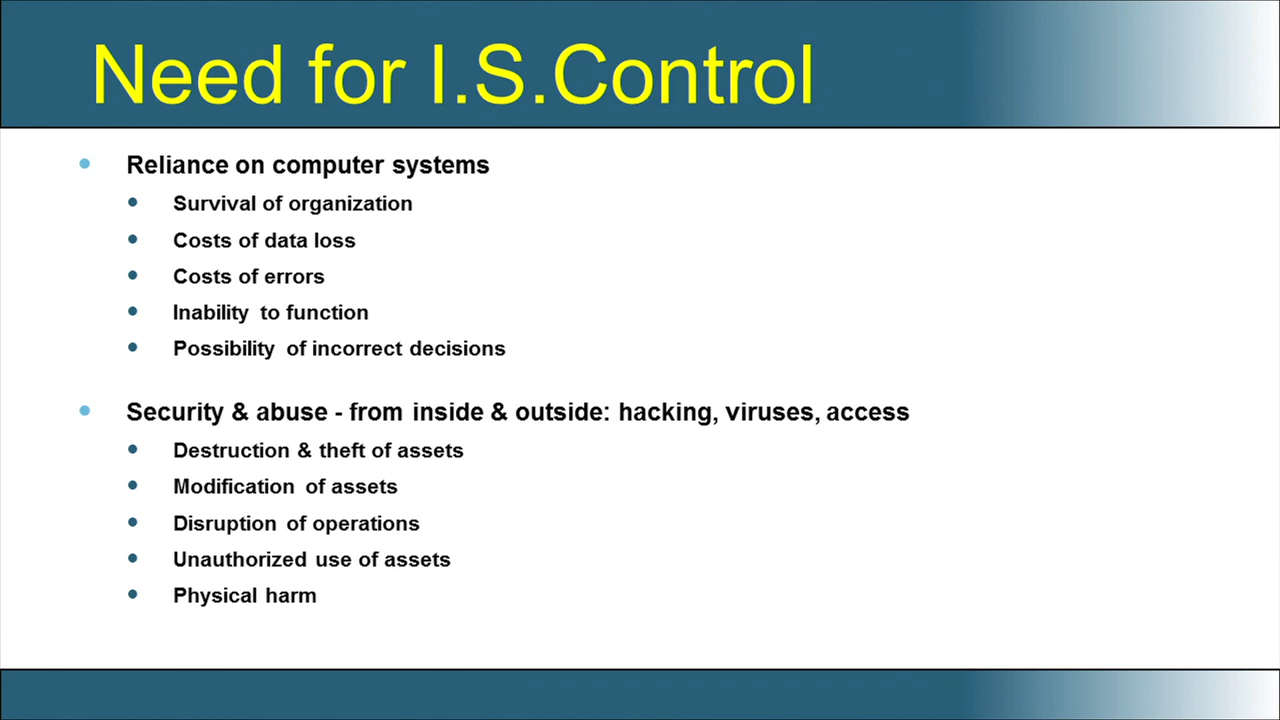 Need for I.S.Control
Reliance on computer systems
Survival of organization
Costs of data loss
Costs of errors
Inability to function
Possibility of incorrect decisions
Security & abuse - from inside & outside: hacking, viruses, access
Destruction & theft of assets
Modification of assets
Disruption of operations
Unauthorized use of assets
Physical harm